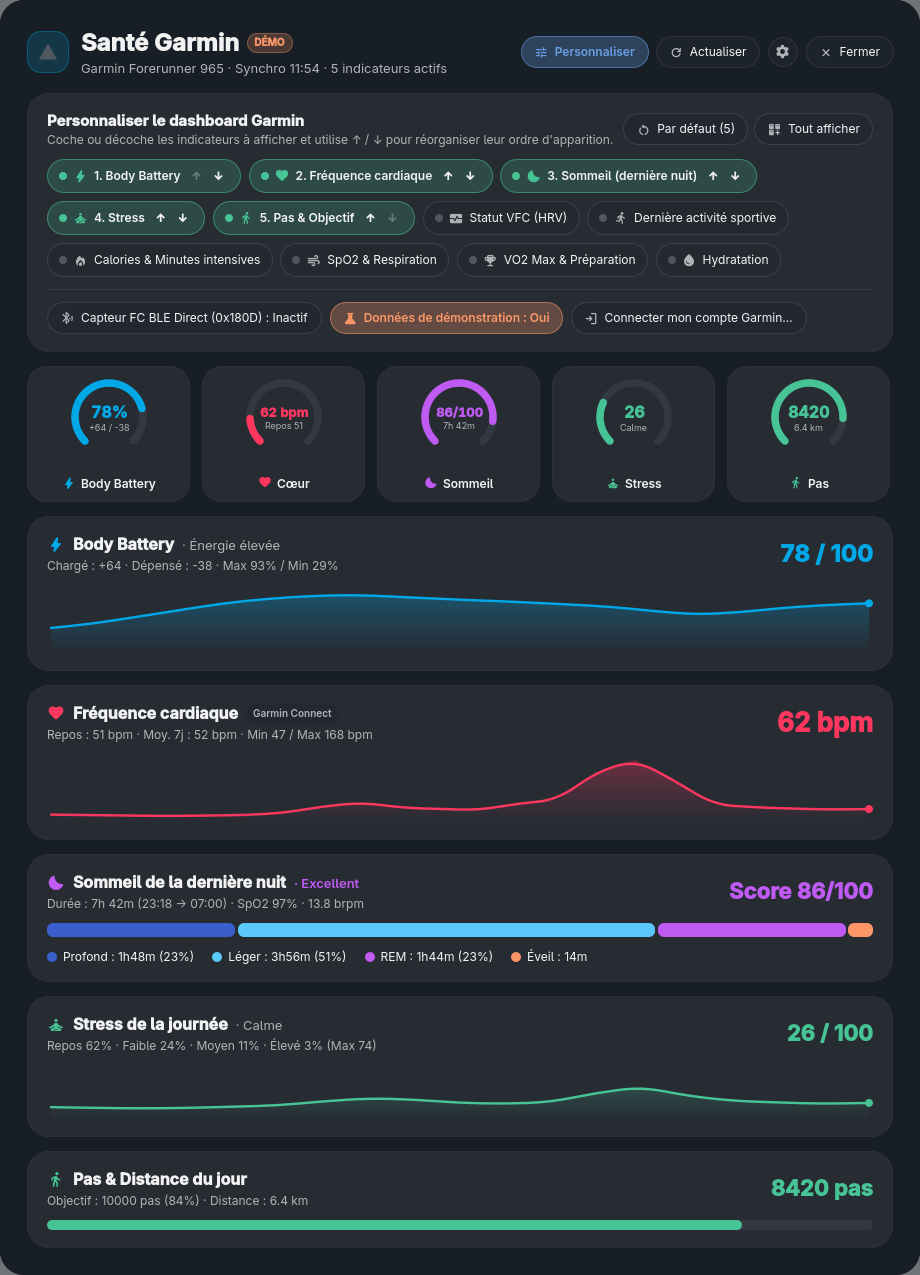 Santé Garmin DÉMO
Garmin Forerunner 965 · Synchro 11:54 · 5 indicateurs actifs
Personnaliser
Actualiser
Fermer
Personnaliser le dashboard Garmin
Coche ou décoche les indicateurs à afficher et utilise ↑ / ↓ pour réorganiser leur ordre d'apparition.
Par défaut (5)
Tout afficher
1. Body Battery ↑ ↓
2. Fréquence cardiaque ↑ ↓
3. Sommeil (dernière nuit) ↑ ↓
4. Stress ↑ ↓
5. Pas & Objectif ↑ ↓
Statut VFC (HRV)
Dernière activité sportive
Calories & Minutes intensives
SpO2 & Respiration
VO2 Max & Préparation
Hydratation
Capteur FC BLE Direct (0x180D) : Inactif
Données de démonstration : Oui
Connecter mon compte Garmin...
78%
+64 / -38
Body Battery
62 bpm
Repos 51
Cœur
86/100
7h 42m
Sommeil
26
Calme
Stress
8420
6.4 km
Pas
Body Battery · Énergie élevée
Chargé : +64 · Dépensé : -38 · Max 93% / Min 29%
78 / 100
Fréquence cardiaque Garmin Connect
Repos : 51 bpm · Moy. 7j : 52 bpm · Min 47 / Max 168 bpm
62 bpm
Sommeil de la dernière nuit · Excellent
Durée : 7h 42m (23:18 → 07:00) · SpO2 97% · 13.8 brpm
Score 86/100
Profond : 1h48m (23%)
Léger : 3h56m (51%)
REM : 1h44m (23%)
Éveil : 14m
Stress de la journée · Calme
Repos 62% · Faible 24% · Moyen 11% · Élevé 3% (Max 74)
26 / 100
Pas & Distance du jour
Objectif : 10000 pas (84%) · Distance : 6.4 km
8420 pas